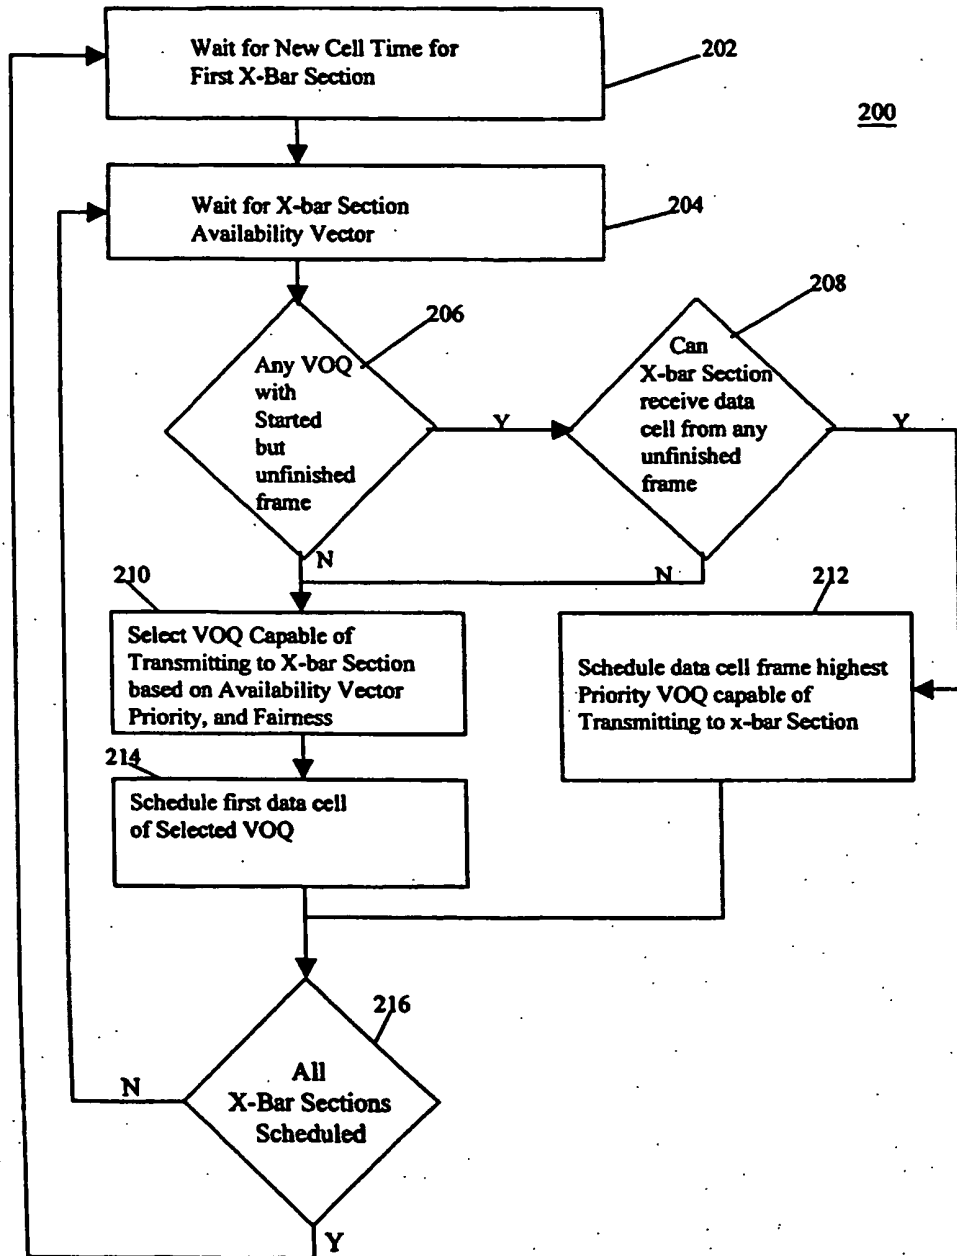 Wait for New Cell Time for
First X-Bar Section
202
200
Wait for X-bar Section
Availability Vector
204
206
Any VOQ
with
Started
but
unfinished
frame
Y
N
208
Can
X-bar Section
receive data
cell from any
unfinished
frame
Y
N
210
Select VOQ Capable of
Transmitting to X-bar Section
based on Availability Vector
Priority, and Fairness
212
Schedule data cell frame highest
Priority VOQ capable of
Transmitting to x-bar Section
214
Schedule first data cell
of Selected VOQ
216
All
X-Bar Sections
Scheduled
N
Y